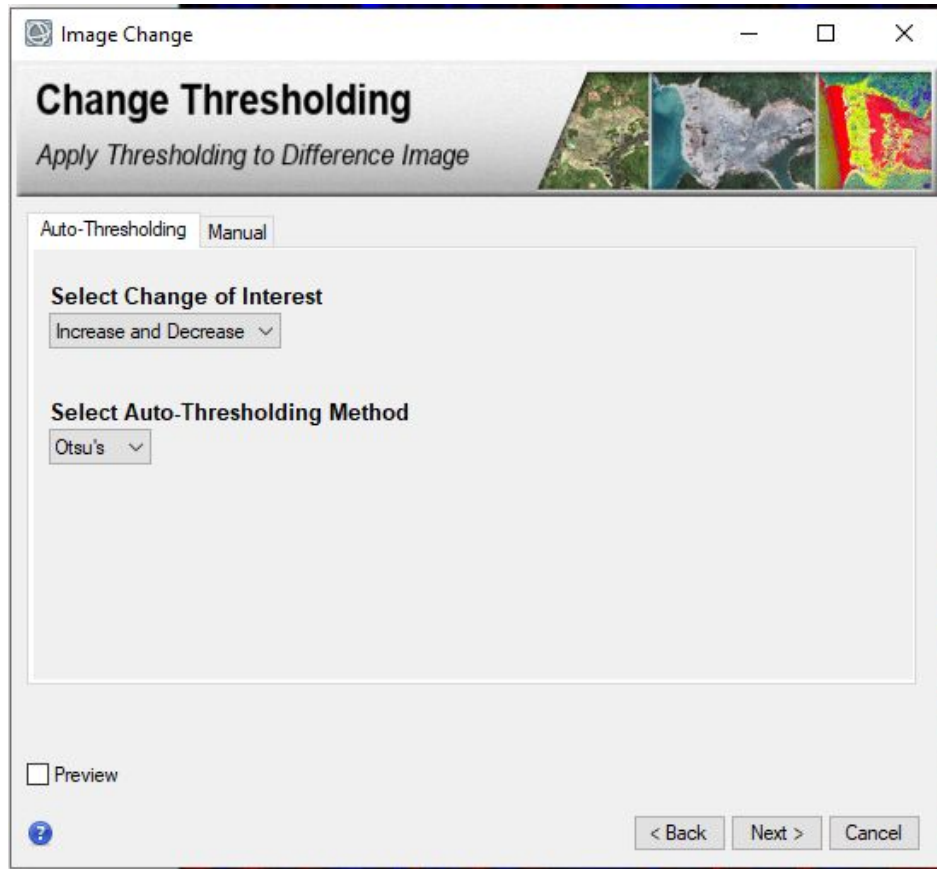 Image Change
Change Thresholding
Apply Thresholding to Difference Image
Auto-Thresholding Manual
Select Change of Interest
Increase and Decrease
Select Auto-Thresholding Method
Otsu's
Preview
< Back Next > Cancel